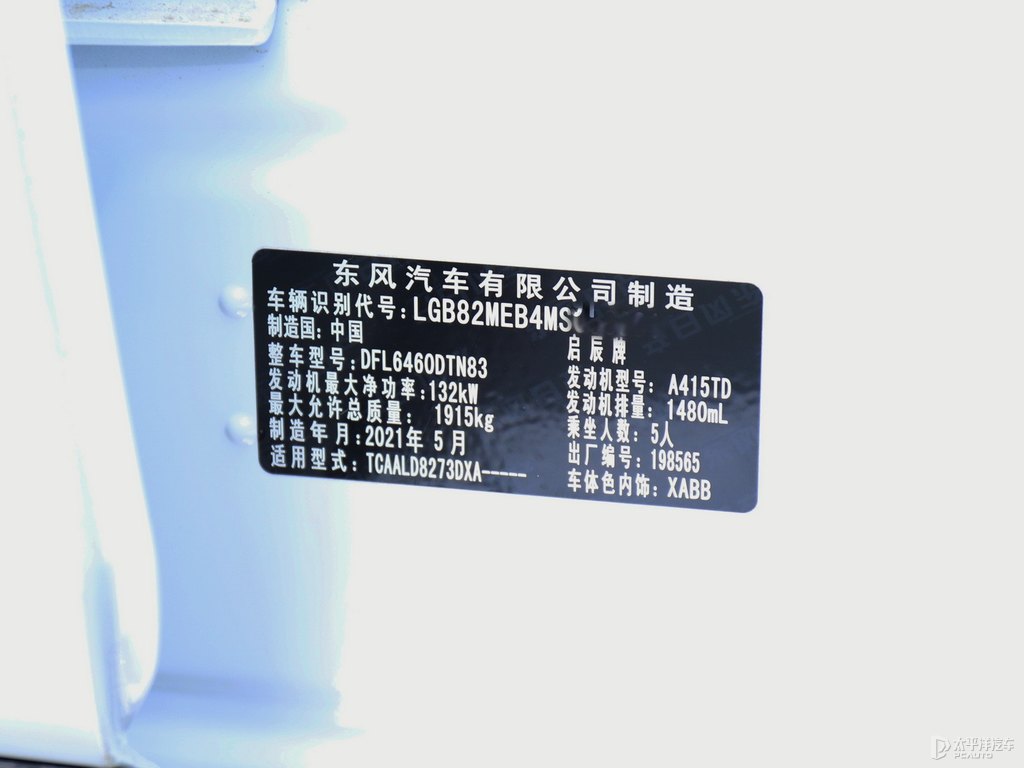 东风汽车有限公司制造
车辆识别代号:LGB82MEB4MS
制造国:中国
启辰牌
整车型号:DFL6460DTN83
发动机型号: A415TD
发动机最大净功率:132kW
发动机排量: 1480mL
最大允许总质量: 1915kg
乘坐人数: 5人
制造年月:2021年 5月
出厂编号: 198565
适用型式: TCAALD8273DXA-----
车体色内饰: XABB
太平洋汽车
PCAUTO